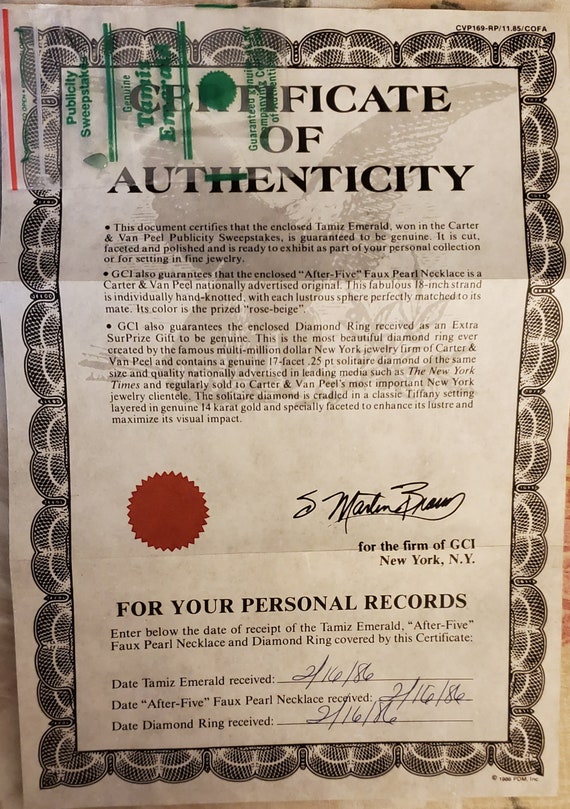 CVP169-RP/11.85/COFA
Publicity
Sweepstakes
Genuine
Tamiz
Emerald
Guaranteed
CERTIFICATE
OF
AUTHENTICITY
• This document certifies that the enclosed Tamiz Emerald, won in the Carter
& Van Peel Publicity Sweepstakes, is guaranteed to be genuine. It is cut,
faceted and polished and is ready to exhibit as part of your personal collection
or for setting in fine jewelry.
• GCI also guarantees that the enclosed "After-Five" Faux Pearl Necklace is a
Carter & Van Peel nationally advertised original. This fabulous 18-inch strand
is individually hand-knotted, with each lustrous sphere perfectly matched to its
mate. Its color is the prized "rose-beige".
• GCI also guarantees the enclosed Diamond Ring received as an Extra
SurPrize Gift to be genuine. This is the most beautiful diamond ring ever
created by the famous multi-million dollar New York jewelry firm of Carter &
Van Peel and contains a genuine 17-facet .25 pt solitaire diamond of the same
size and quality nationally advertised in leading media such as The New York
Times and regularly sold to Carter & Van Peel's most important New York
jewelry clientele. The solitaire diamond is cradled in a classic Tiffany setting
layered in genuine 14 karat gold and specially faceted to enhance its lustre and
maximize its visual impact.
S Martin Braun
for the firm of GCI
New York, N.Y.
FOR YOUR PERSONAL RECORDS
Enter below the date of receipt of the Tamiz Emerald, "After-Five"
Faux Pearl Necklace and Diamond Ring covered by this Certificate:
Date Tamiz Emerald received: 2/16/86
Date "After-Five" Faux Pearl Necklace received: 2/16/86
Date Diamond Ring received: 2/16/86
PDM, Inc.